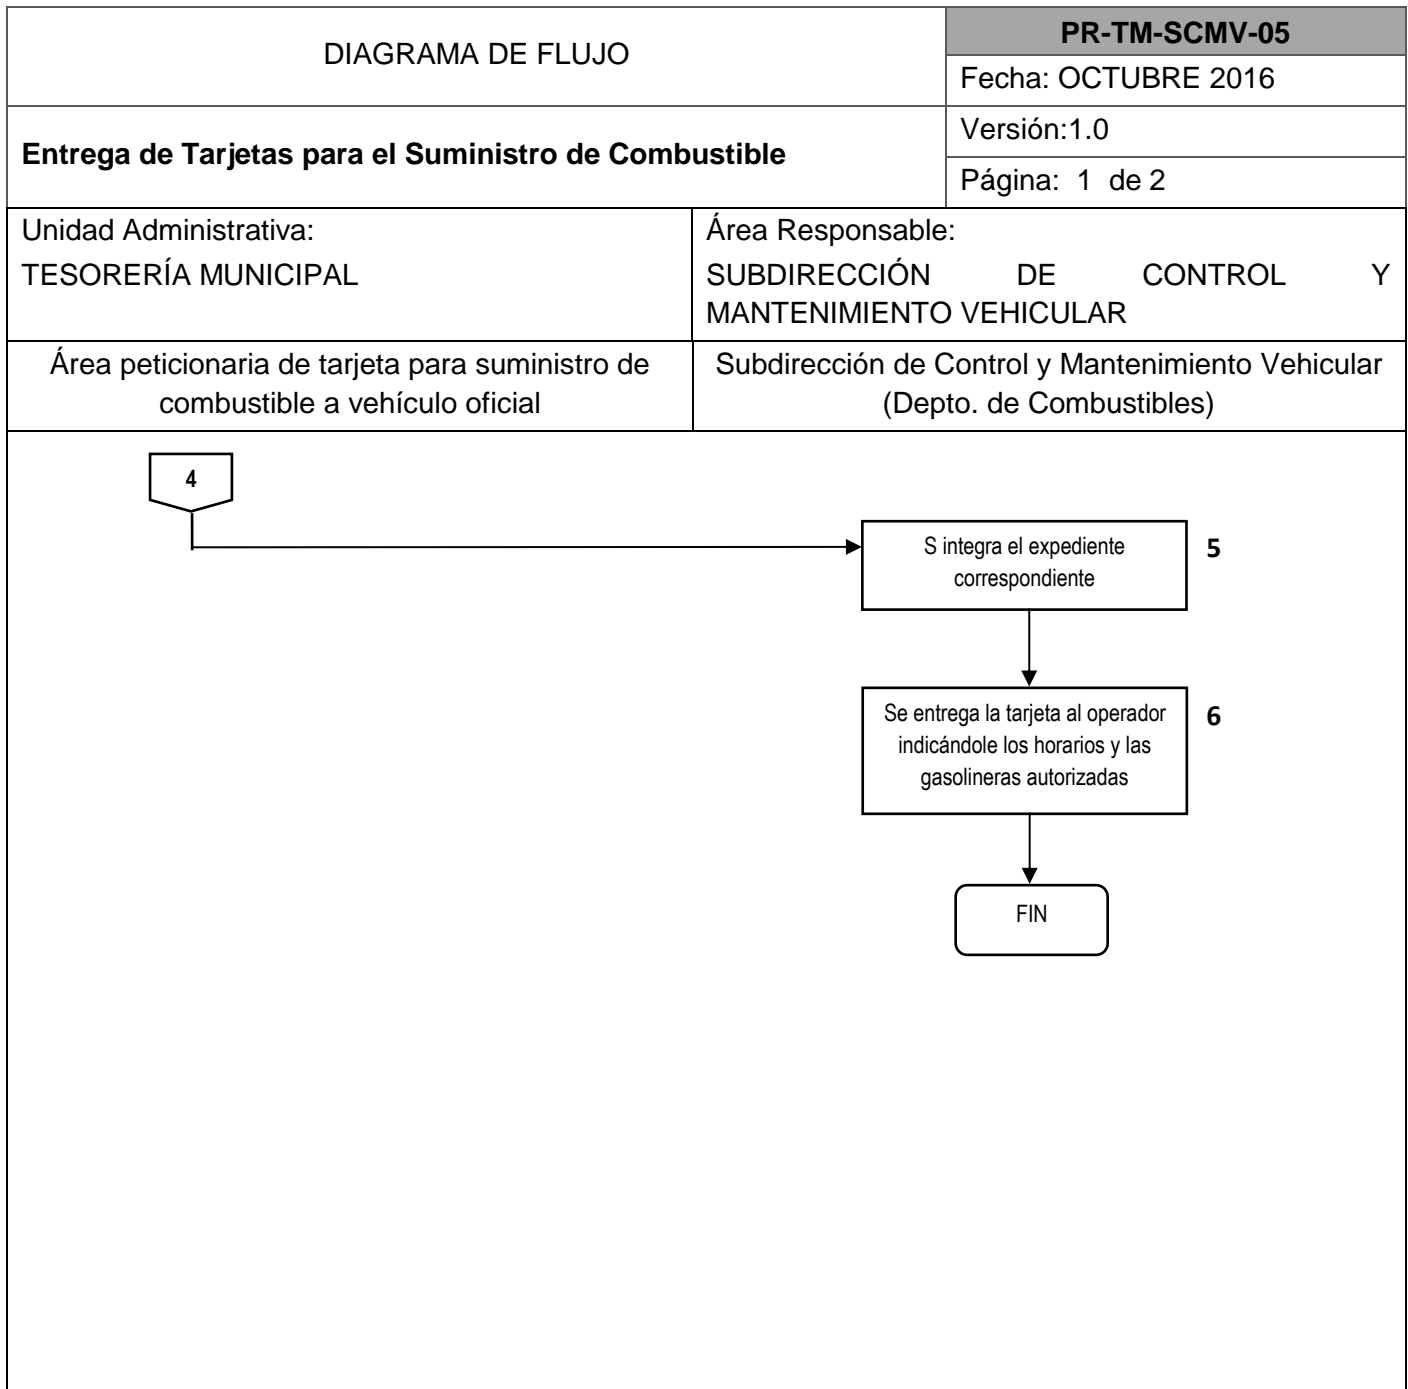 DIAGRAMA DE FLUJO
PR-TM-SCMV-05
Fecha: OCTUBRE 2016
Entrega de Tarjetas para el Suministro de Combustible
Versión:1.0
Página: 1 de 2
Unidad Administrativa:
TESORERÍA MUNICIPAL
Área Responsable:
SUBDIRECCIÓN DE CONTROL Y
MANTENIMIENTO VEHICULAR
Área peticionaria de tarjeta para suministro de
combustible a vehículo oficial
Subdirección de Control y Mantenimiento Vehicular
(Depto. de Combustibles)
4
S integra el expediente
correspondiente
5
Se entrega la tarjeta al operador
indicándole los horarios y las
gasolineras autorizadas
6
FIN